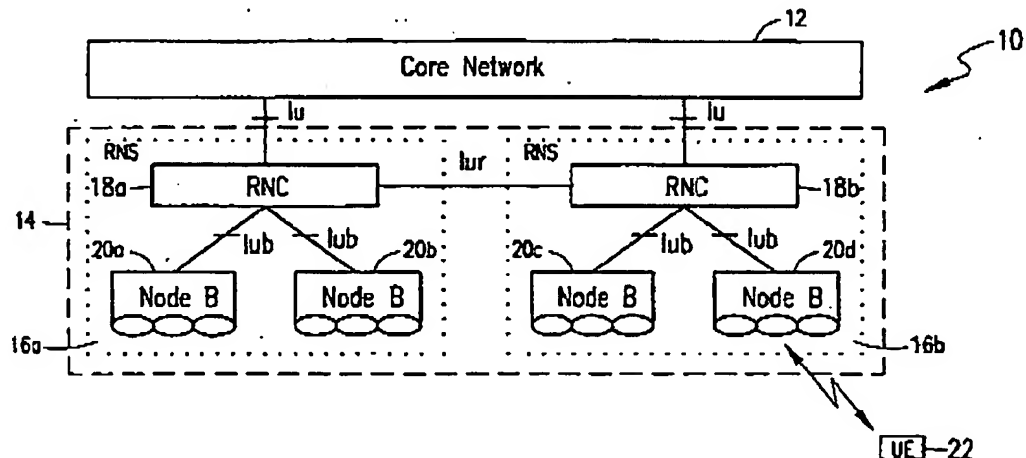 12
10
Core Network
Iu
Iu
RNS
RNS
Iur
18a
RNC
RNC
18b
14
Iub
Iub
Iub
Iub
20a
20b
20c
20d
Node B
Node B
Node B
Node B
16a
16b
UE
22